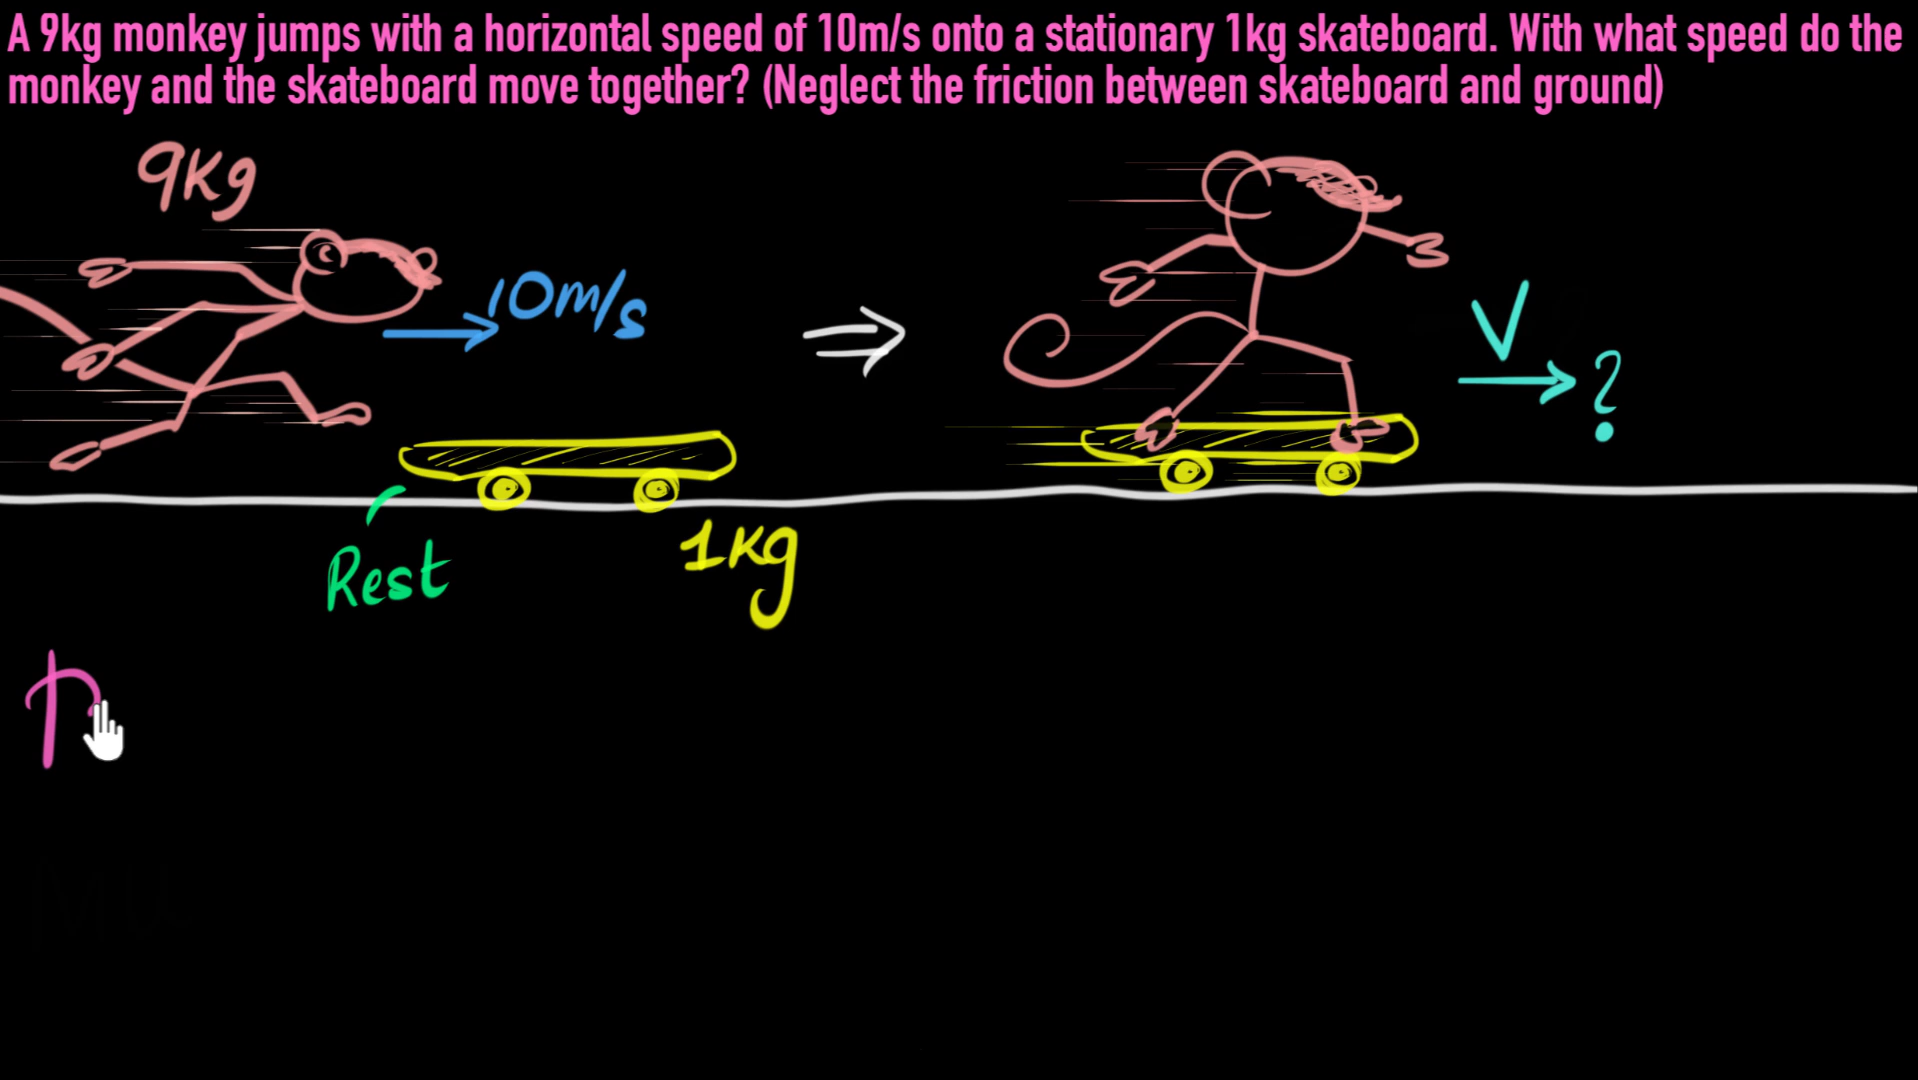 A 9kg monkey jumps with a horizontal speed of 10m/s onto a stationary 1kg skateboard. With what speed do the
monkey and the skateboard move together? (Neglect the friction between skateboard and ground)
9kg
10m/s
V
?
Rest
1kg